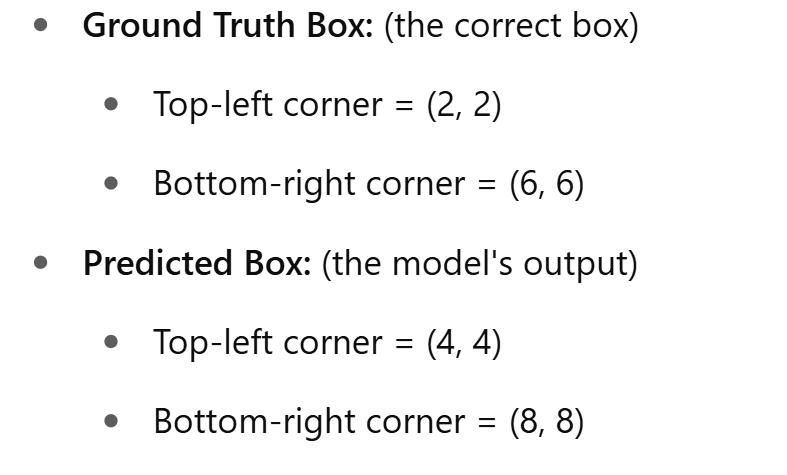 • Ground Truth Box: (the correct box)
• Top-left corner = (2, 2)
• Bottom-right corner = (6, 6)
• Predicted Box: (the model's output)
• Top-left corner = (4, 4)
• Bottom-right corner = (8, 8)